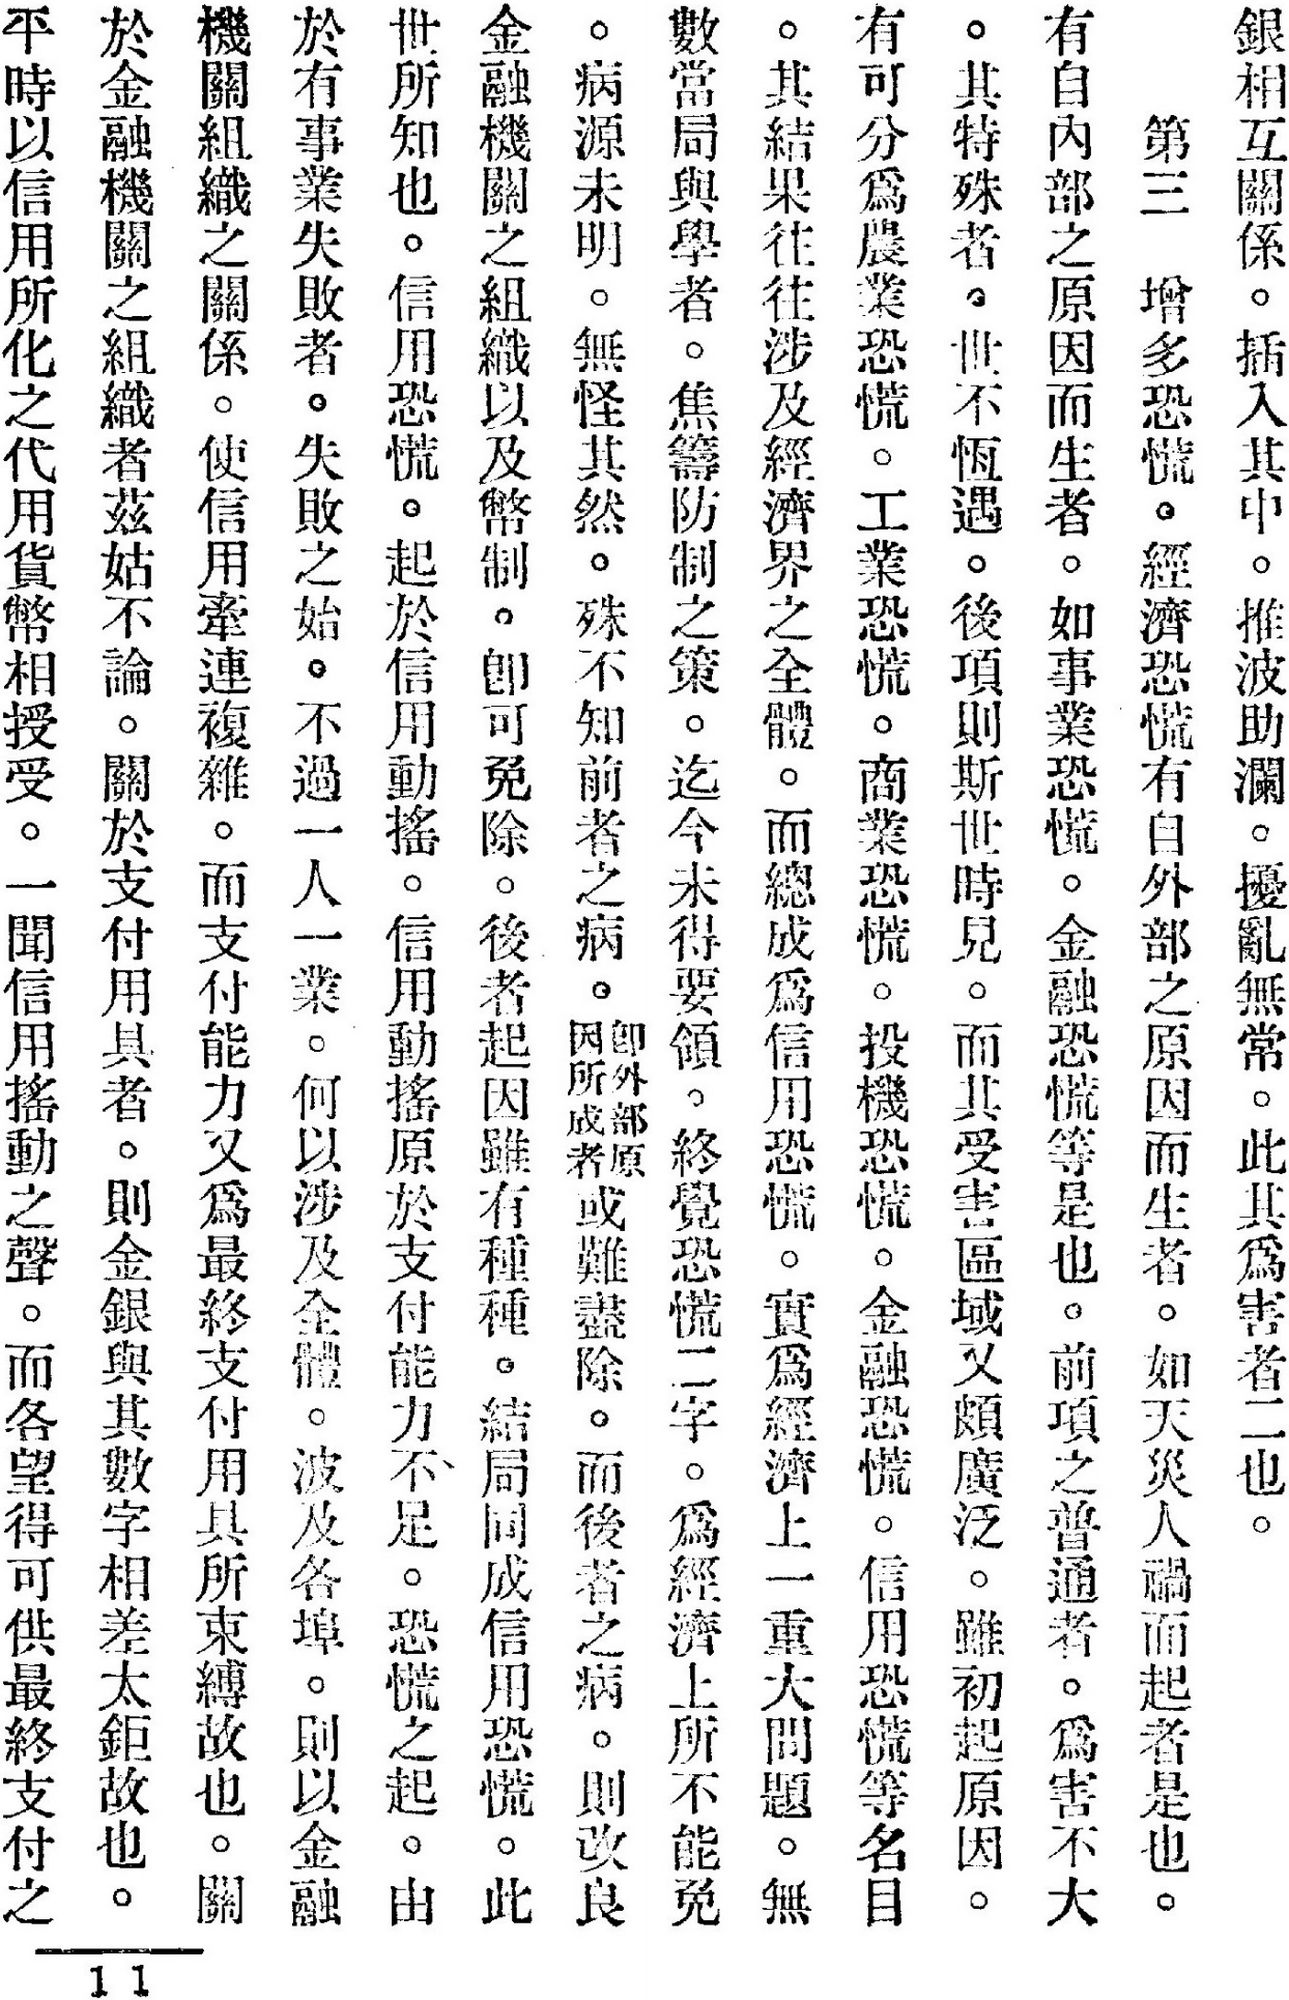 銀相互關係。插入其中。推波助瀾。擾亂無常。此其爲害者二也。
第三　增多恐慌。經濟恐慌有自外部之原因而生者。如天災人禍而起者是也。
有自內部之原因而生者。如事業恐慌。金融恐慌等是也。前項之普通者。爲害不大
。其特殊者。世不恆遇。後項則斯世時見。而其受害區域又頗廣泛。雖初起原因。
有可分爲農業恐慌。工業恐慌。商業恐慌。投機恐慌。金融恐慌。信用恐慌等名目
。其結果往往涉及經濟界之全體。而總成爲信用恐慌。實爲經濟上一重大問題。無
數當局與學者。焦籌防制之策。迄今未得要領。終覺恐慌二字。爲經濟上所不能免
。病源未明。無怪其然。殊不知前者之病。卽外部原因所成者或難盡除。而後者之病。則改良
金融機關之組織以及幣制。卽可免除。後者起因雖有種種。結局同成信用恐慌。此
世所知也。信用恐慌。起於信用動搖。信用動搖原於支付能力不足。恐慌之起。由
於有事業失敗者。失敗之始。不過一人一業。何以涉及全體。波及各埠。則以金融
機關組織之關係。使信用牽連複雜。而支付能力又爲最終支付用具所束縛故也。關
於金融機關之組織者茲姑不論。關於支付用具者。則金銀與其數字相差太鉅故也。
平時以信用所化之代用貨幣相授受。一聞信用搖動之聲。而各望得可供最終支付之
11